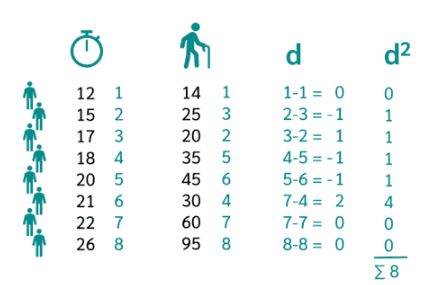 d d²
12 1 14 1 1-1 = 0 0
15 2 25 3 2-3 = -1 1
17 3 20 2 3-2 = 1 1
18 4 35 5 4-5 = -1 1
20 5 45 6 5-6 = -1 1
21 6 30 4 7-4 = 2 4
22 7 60 7 7-7 = 0 0
26 8 95 8 8-8 = 0 0
∑ 8